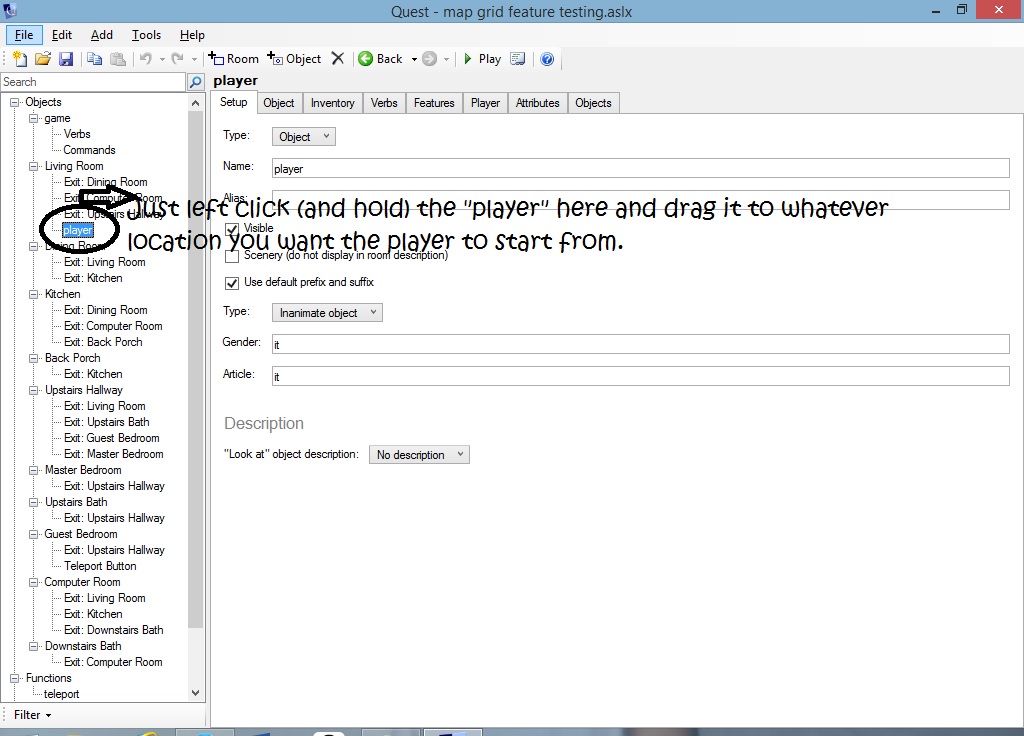 Quest - map grid feature testing.aslx
File Edit Add Tools Help
Room Object Back Play
Search
player
Setup Object Inventory Verbs Features Player Attributes Objects
Objects
game
Verbs
Commands
Living Room
Exit: Dining Room
Exit: Computer Room
Exit: Upstairs Hallway
player
Dining Room
Exit: Living Room
Exit: Kitchen
Kitchen
Exit: Dining Room
Exit: Computer Room
Exit: Back Porch
Back Porch
Exit: Kitchen
Upstairs Hallway
Exit: Living Room
Exit: Upstairs Bath
Exit: Guest Bedroom
Exit: Master Bedroom
Master Bedroom
Exit: Upstairs Hallway
Upstairs Bath
Exit: Upstairs Hallway
Guest Bedroom
Exit: Upstairs Hallway
Teleport Button
Computer Room
Exit: Living Room
Exit: Kitchen
Exit: Downstairs Bath
Downstairs Bath
Exit: Computer Room
Functions
teleport
Filter
Type: Object
Name: player
Alias:
Just left click (and hold) the "player" here and drag it to whatever
location you want the player to start from.
Visible
Scenery (do not display in room description)
Use default prefix and suffix
Type: Inanimate object
Gender: it
Article: it
Description
"Look at" object description: No description